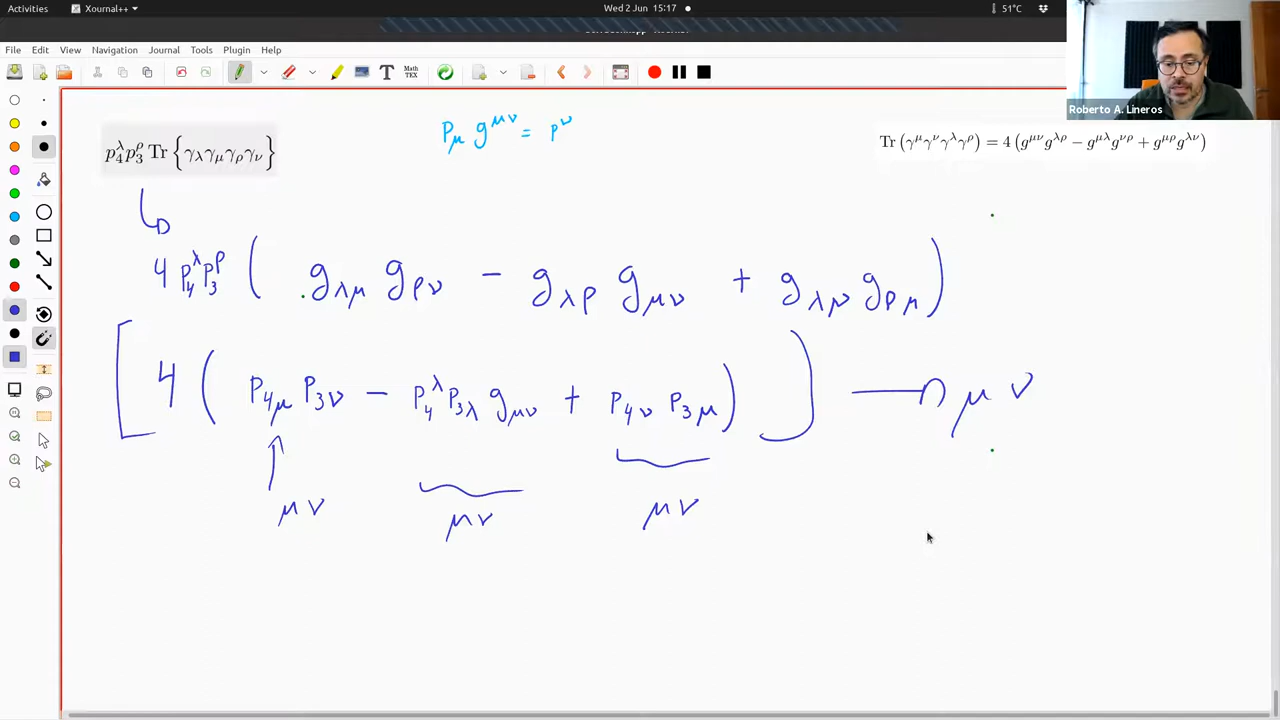 Activities Xournal++ Wed 2 Jun 15:17 51°C
File Edit View Navigation Journal Tools Plugin Help
T Math TEX
Roberto A. Lineros
p_μ g^{μν} = p^ν
p_4^λ p_3^ρ Tr {γ_λ γ_μ γ_ρ γ_ν}
Tr (γ^μ γ^ν γ^λ γ^ρ) = 4 (g^{μν} g^{λρ} − g^{μλ} g^{νρ} + g^{μρ} g^{λν})
4 p_4^λ p_3^ρ ( g_{λμ} g_{ρν} − g_{λρ} g_{μν} + g_{λν} g_{ρμ} )
[ 4 ( p_{4μ} p_{3ν} − p_4^λ p_{3λ} g_{μν} + p_{4ν} p_{3μ} ) ] μ ν
μν μν μν